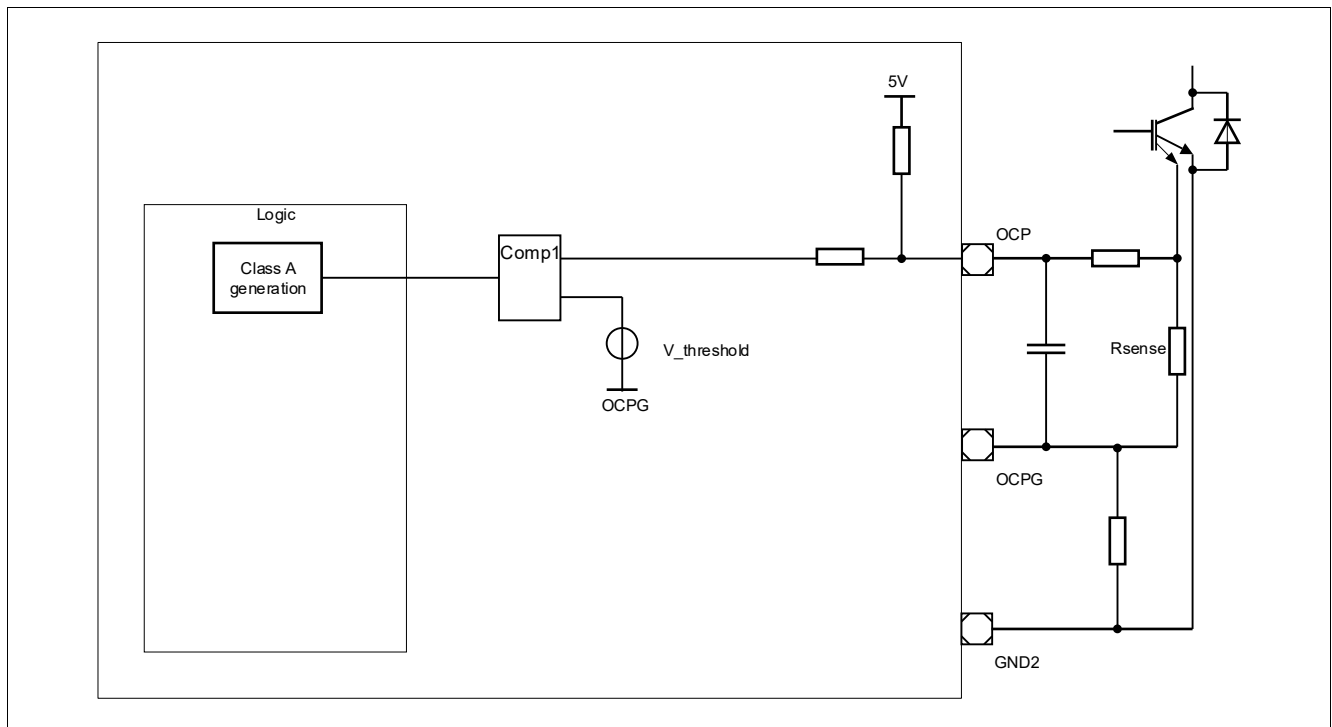 5V
OCP
Logic
Comp1
Class A
generation
V_threshold
Rsense
OCPG
OCPG
GND2